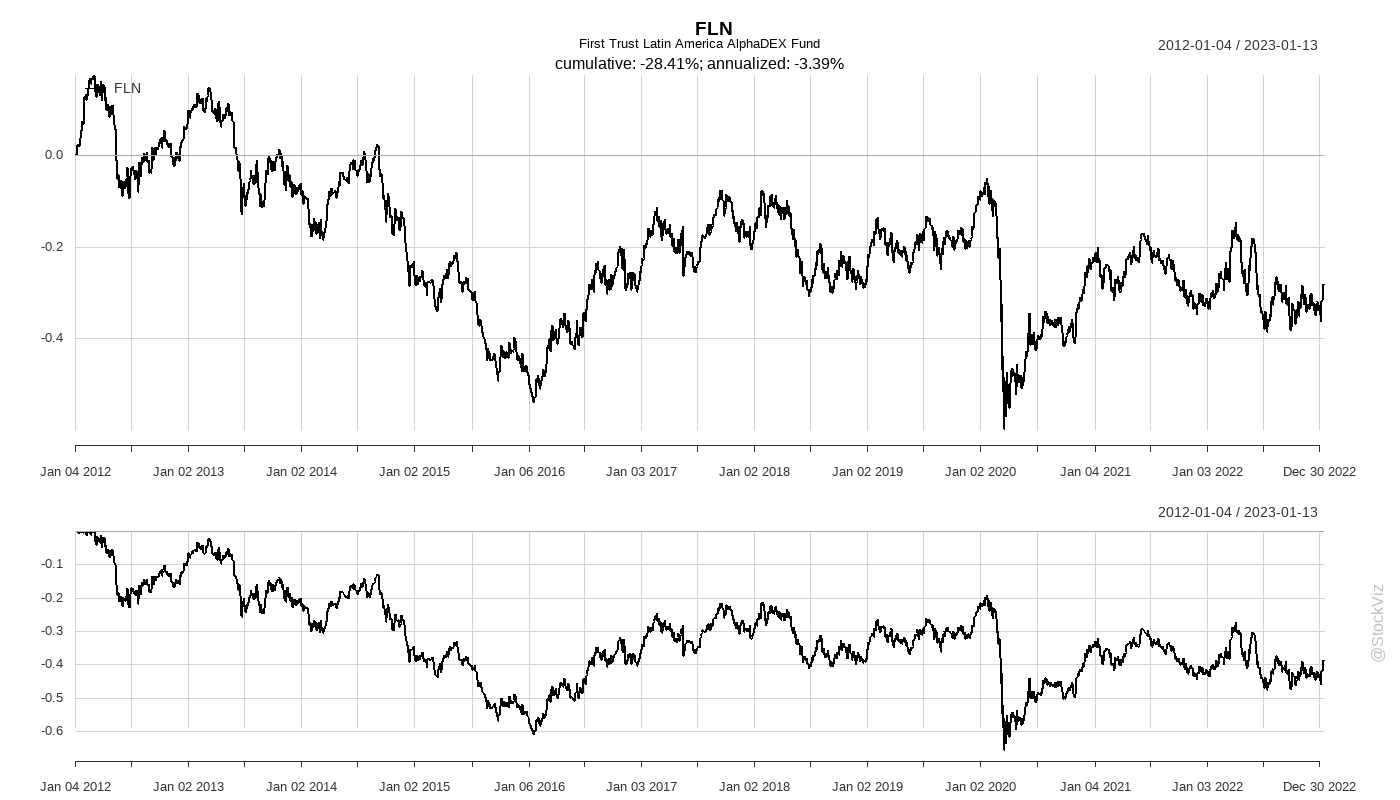 FLN
First Trust Latin America AlphaDEX Fund
2012-01-04 / 2023-01-13
cumulative: -28.41%; annualized: -3.39%
FLN
0.0
-0.2
-0.4
Jan 04 2012 Jan 02 2013 Jan 02 2014 Jan 02 2015 Jan 06 2016 Jan 03 2017 Jan 02 2018 Jan 02 2019 Jan 02 2020 Jan 04 2021 Jan 03 2022 Dec 30 2022
2012-01-04 / 2023-01-13
-0.1
-0.2
-0.3
-0.4
-0.5
-0.6
Jan 04 2012 Jan 02 2013 Jan 02 2014 Jan 02 2015 Jan 06 2016 Jan 03 2017 Jan 02 2018 Jan 02 2019 Jan 02 2020 Jan 04 2021 Jan 03 2022 Dec 30 2022
@StockViz